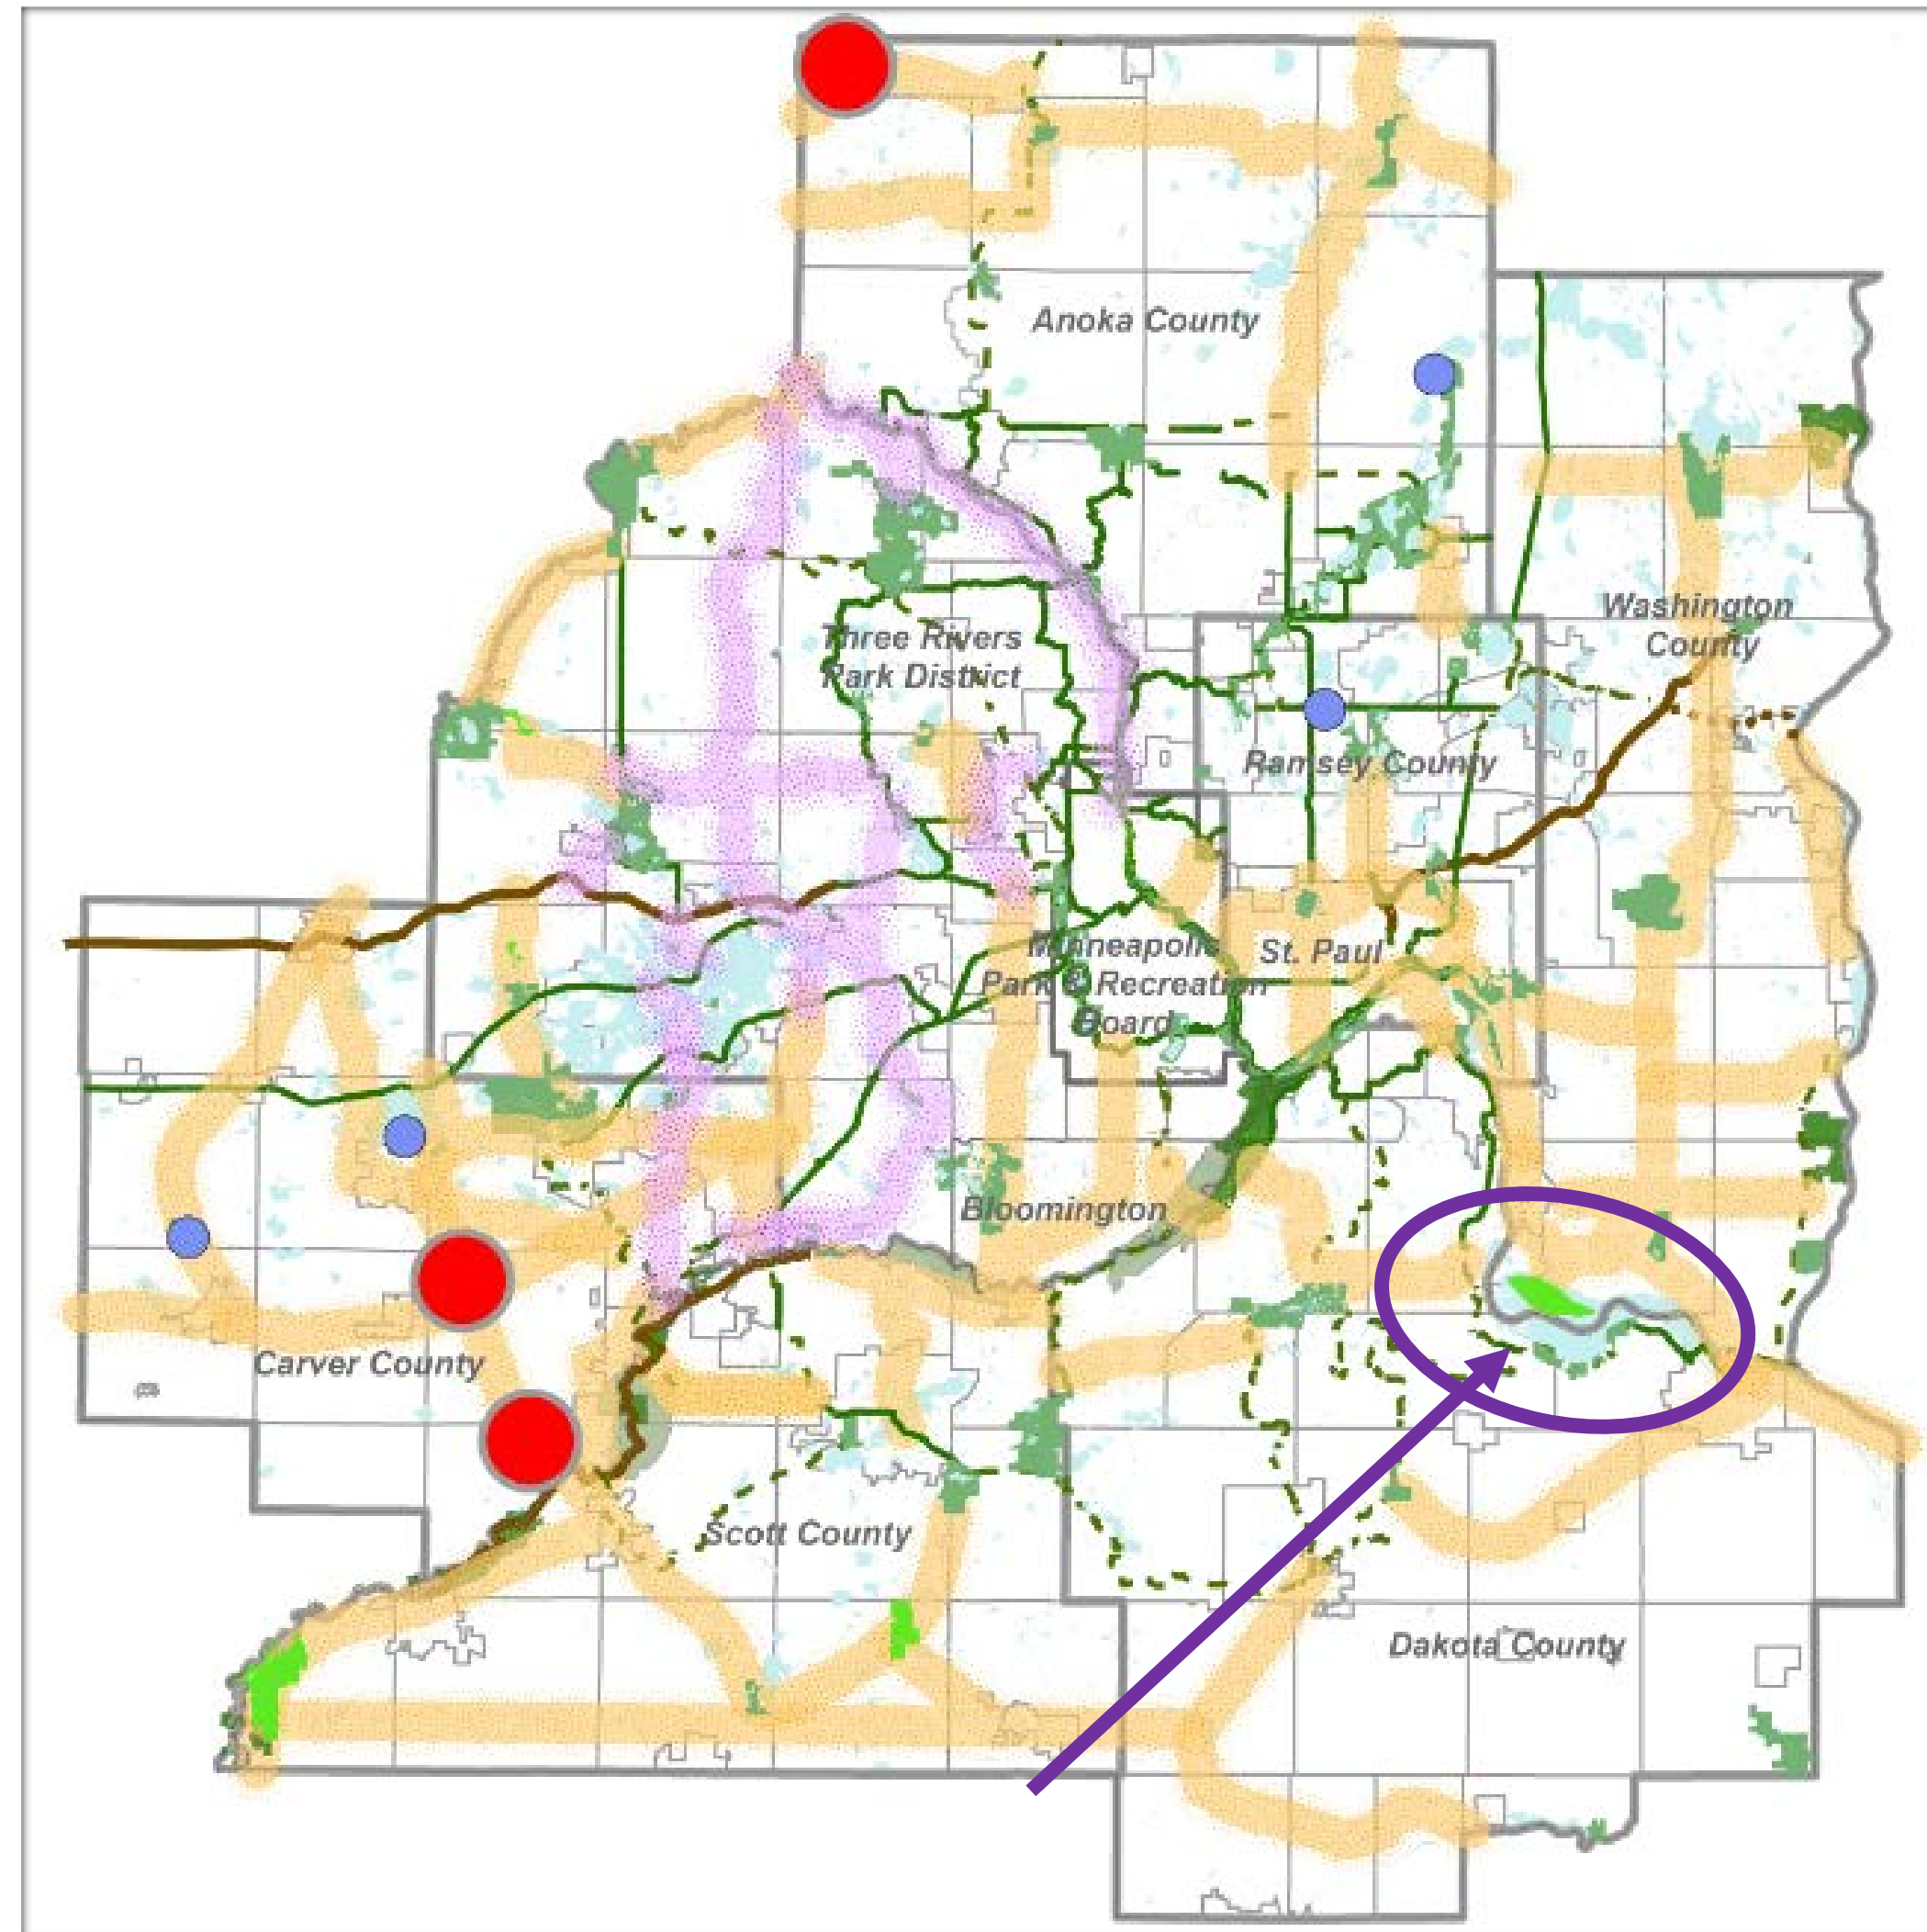 Anoka County
Washington
County
Three Rivers
Park District
Ramsey County
Minneapolis
Park & Recreation
Board
St. Paul
Bloomington
Carver County
Scott County
Dakota County